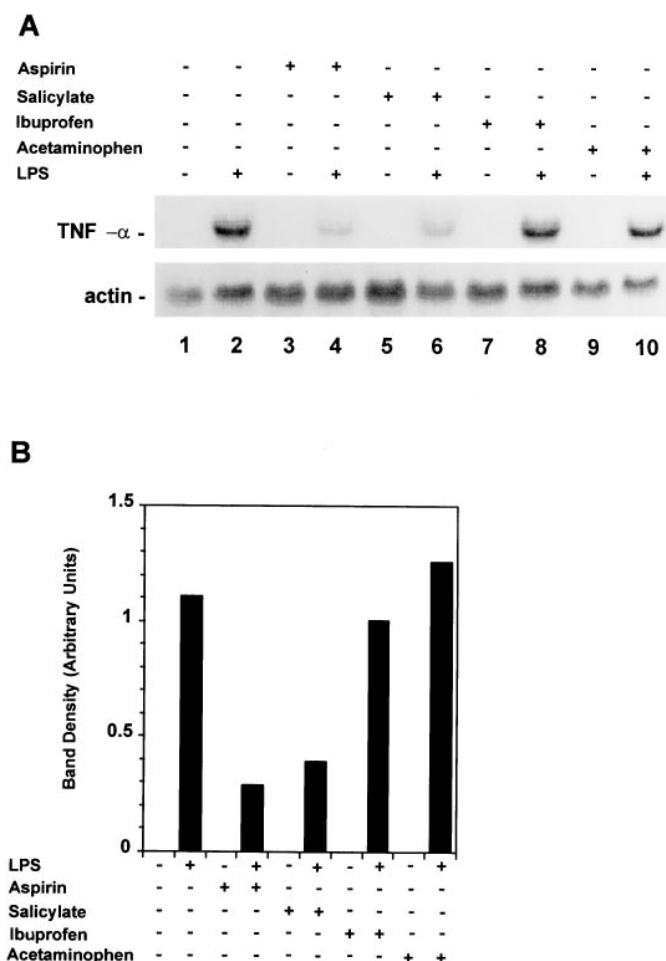 A
Aspirin - - + + - - - - - -
Salicylate - - - - + + - - - -
Ibuprofen - - - - - - + + - -
Acetaminophen - - - - - - - - + +
LPS - + - + - + - + - +
TNF -α -
actin -
1 2 3 4 5 6 7 8 9 10
B
1.5
1
0.5
0
Band Density (Arbitrary Units)
LPS - + - + - + - + - +
Aspirin - - + + - - - - - -
Salicylate - - - - + + - - - -
Ibuprofen - - - - - - + + - -
Acetaminophen - - - - - - - - + +